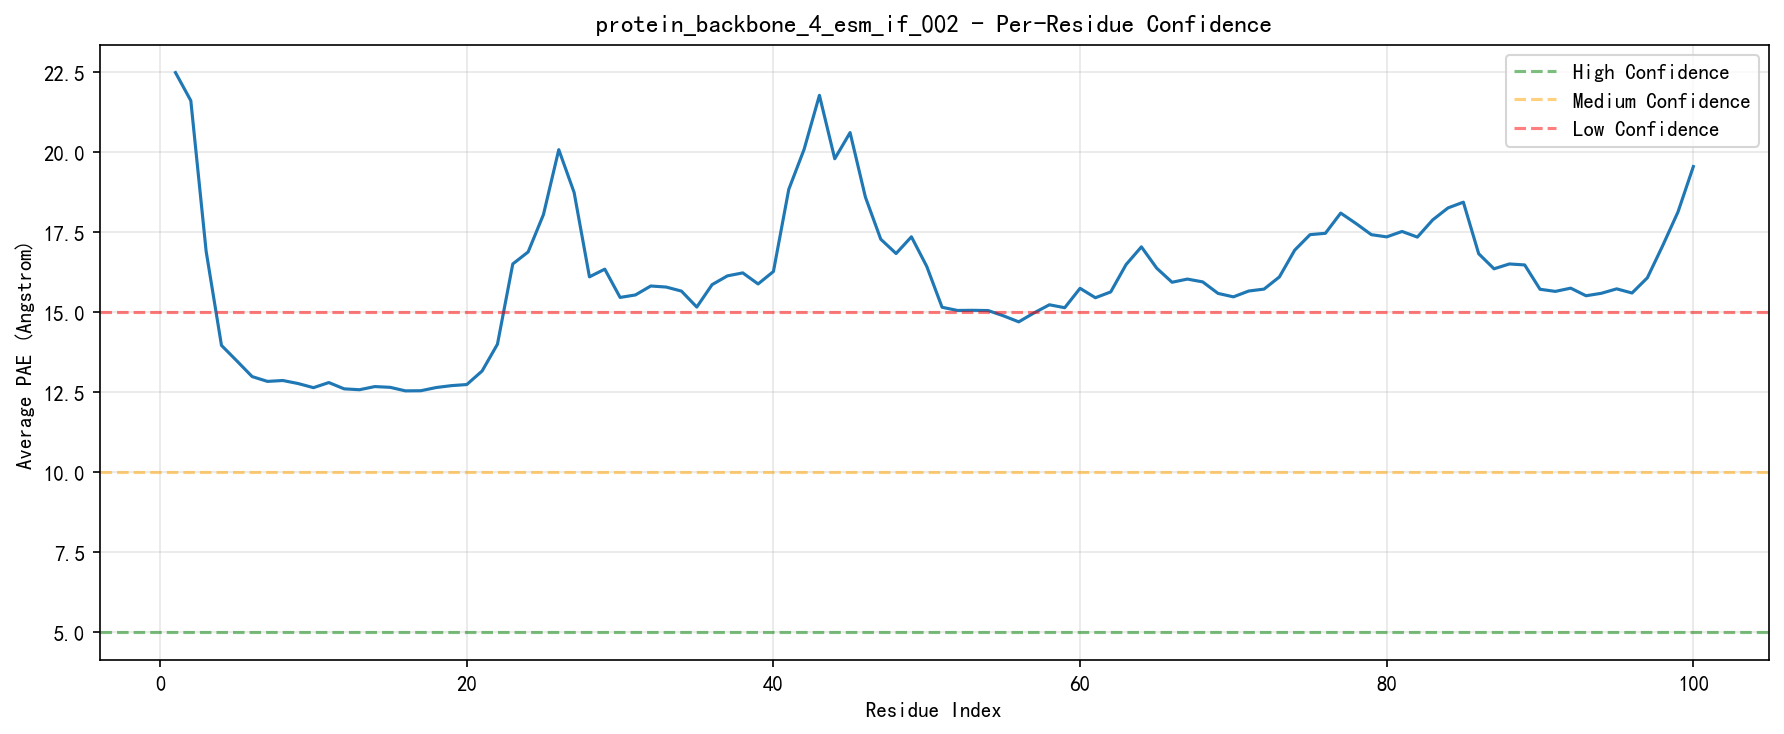 protein_backbone_4_esm_if_002 - Per-Residue Confidence
High Confidence
Medium Confidence
Low Confidence
Average PAE (Angstrom)
22.5
20.0
17.5
15.0
12.5
10.0
7.5
5.0
0 20 40 60 80 100
Residue Index